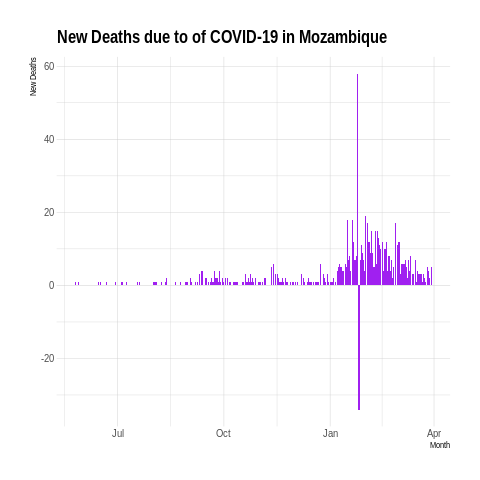 New Deaths due to of COVID-19 in Mozambique
New Deaths
60
40
20
0
-20
Jul Oct Jan Apr
Month